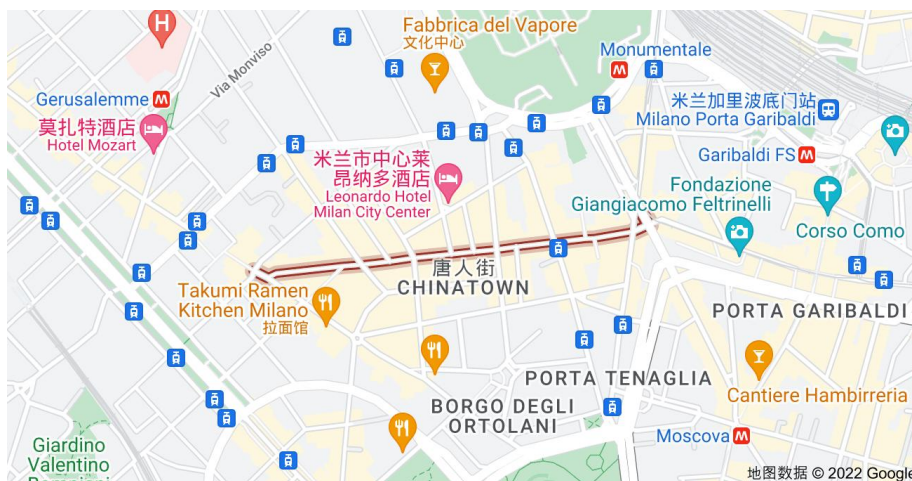 H
Fabbrica del Vapore
文化中心
Monumentale
M
Via Monviso
Gerusalemme M
米兰加里波底门站
Milano Porta Garibaldi
莫扎特酒店
Hotel Mozart
米兰市中心莱
昂纳多酒店
Leonardo Hotel
Milan City Center
Garibaldi FS M
Fondazione
Giangiacomo Feltrinelli
Corso Como
唐人街
CHINATOWN
Takumi Ramen
Kitchen Milano
拉面馆
PORTA GARIBALDI
PORTA TENAGLIA
Cantiere Hambirreria
BORGO DEGLI
ORTOLANI
Moscova M
Giardino
Valentino
地图数据 © 2022 Google